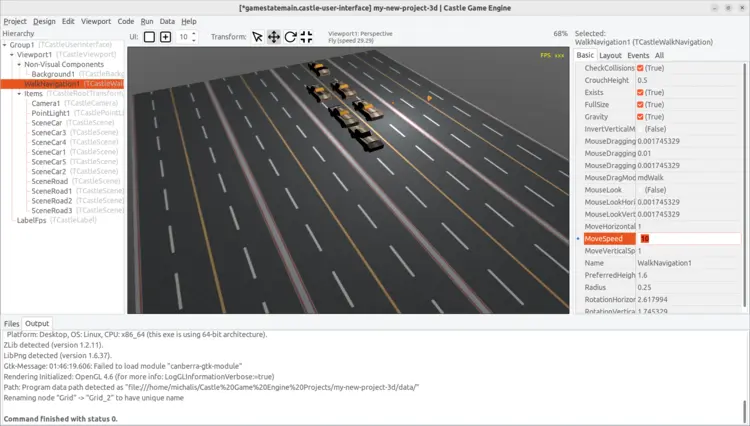 [*gamestatemain.castle-user-interface] my-new-project-3d | Castle Game Engine
Project Design Edit Viewport Code Run Data Help
Hierarchy
Group1 (TCastleUserInterface)
Viewport1 (TCastleViewport)
Non-Visual Components
Background1 (TCastleBackg
WalkNavigation1 (TCastleWalk
Items (TCastleRootTransform
Camera1 (TCastleCamera)
PointLight1 (TCastlePointLi
SceneCar (TCastleScene)
SceneCar3 (TCastleScene)
SceneCar4 (TCastleScene)
SceneCar1 (TCastleScene)
SceneCar5 (TCastleScene)
SceneCar2 (TCastleScene)
SceneRoad (TCastleScene)
SceneRoad1 (TCastleScene)
SceneRoad2 (TCastleScene)
SceneRoad3 (TCastleScene)
LabelFps (TCastleLabel)
UI: 10 Transform: Viewport1: Perspective 68%
Fly (speed 29.29)
FPS xxx
Selected:
WalkNavigation1 (TCastleWalkNavigation)
Basic Layout Events All
CheckCollisions (True)
CrouchHeight 0.5
Exists (True)
FullSize (True)
Gravity (True)
InvertVerticalM (False)
MouseDragging 0.001745329
MouseDragging 0.01
MouseDragging 0.001745329
MouseDragMod mdWalk
MouseLook (False)
MouseLookHori 0.001745329
MouseLookVert 0.001745329
MoveHorizontal 1
MoveSpeed 10
MoveVerticalSp 1
Name WalkNavigation1
PreferredHeigh 1.6
Radius 0.25
RotationHorizor 2.617994
RotationVertica 1.745329
Files Output
Platform: Desktop, OS: Linux, CPU: x86_64 (this exe is using 64-bit architecture).
ZLib detected (version 1.2.11).
LibPng detected (version 1.6.37).
Gtk-Message: 01:46:19.606: Failed to load module "canberra-gtk-module"
Rendering Initialized: OpenGL 4.6 (for more info: LogGLInformationVerbose:=true)
Path: Program data path detected as "file:///home/michalis/Castle%20Game%20Engine%20Projects/my-new-project-3d/data/"
Renaming node "Grid" -> "Grid_2" to have unique name
Command finished with status 0.